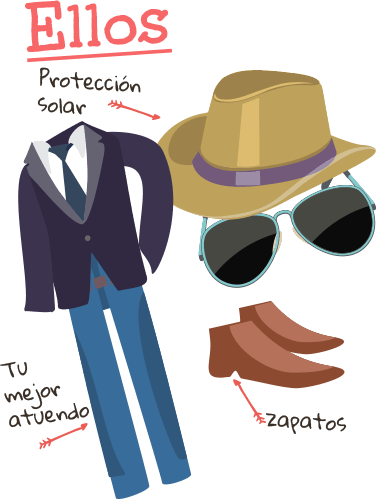 Ellos
Protección
solar
Tu
mejor
atuendo
zapatos